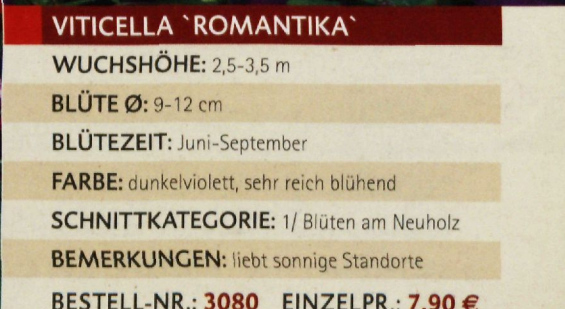 VITICELLA `ROMANTIKA`
WUCHSHÖHE: 2,5-3,5 m
BLÜTE Ø: 9-12 cm
BLÜTEZEIT: Juni-September
FARBE: dunkelviolett, sehr reich blühend
SCHNITTKATEGORIE: 1/ Blüten am Neuholz
BEMERKUNGEN: liebt sonnige Standorte
BESTELL-NR.: 3080 EINZELPR.: 7,90 €